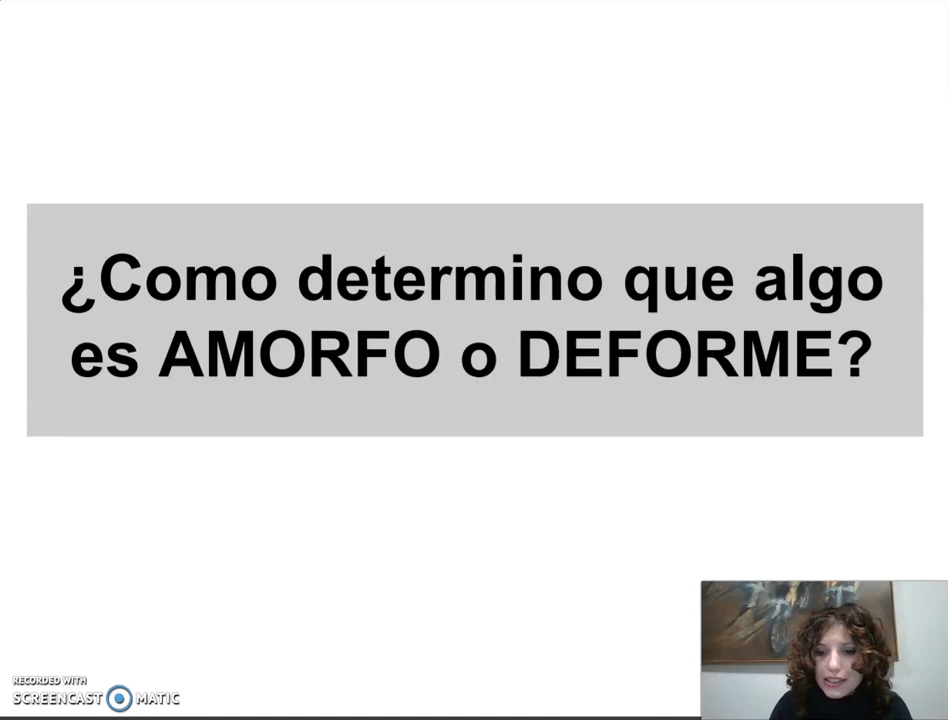 ¿Como determino que algo
es AMORFO o DEFORME?
RECORDED WITH
SCREENCAST MATIC